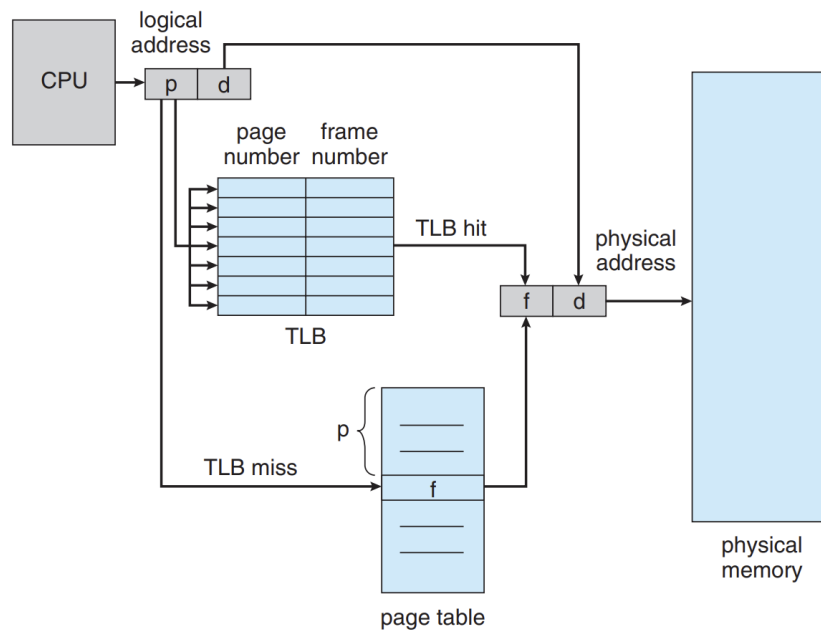 logical
address
CPU
p
d
page
number
frame
number
TLB hit
physical
address
f
d
TLB
p
TLB miss
f
physical
memory
page table